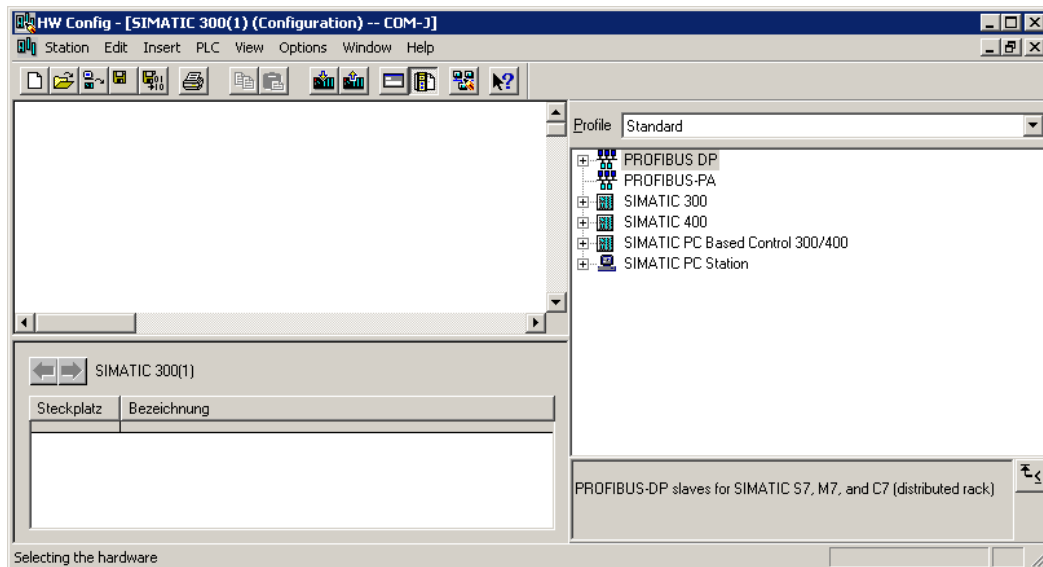 HW Config - [SIMATIC 300(1) (Configuration) -- COM-J]
Station Edit Insert PLC View Options Window Help
Profile Standard
PROFIBUS DP
PROFIBUS-PA
SIMATIC 300
SIMATIC 400
SIMATIC PC Based Control 300/400
SIMATIC PC Station
SIMATIC 300(1)
Steckplatz Bezeichnung
PROFIBUS-DP slaves for SIMATIC S7, M7, and C7 (distributed rack)
Selecting the hardware